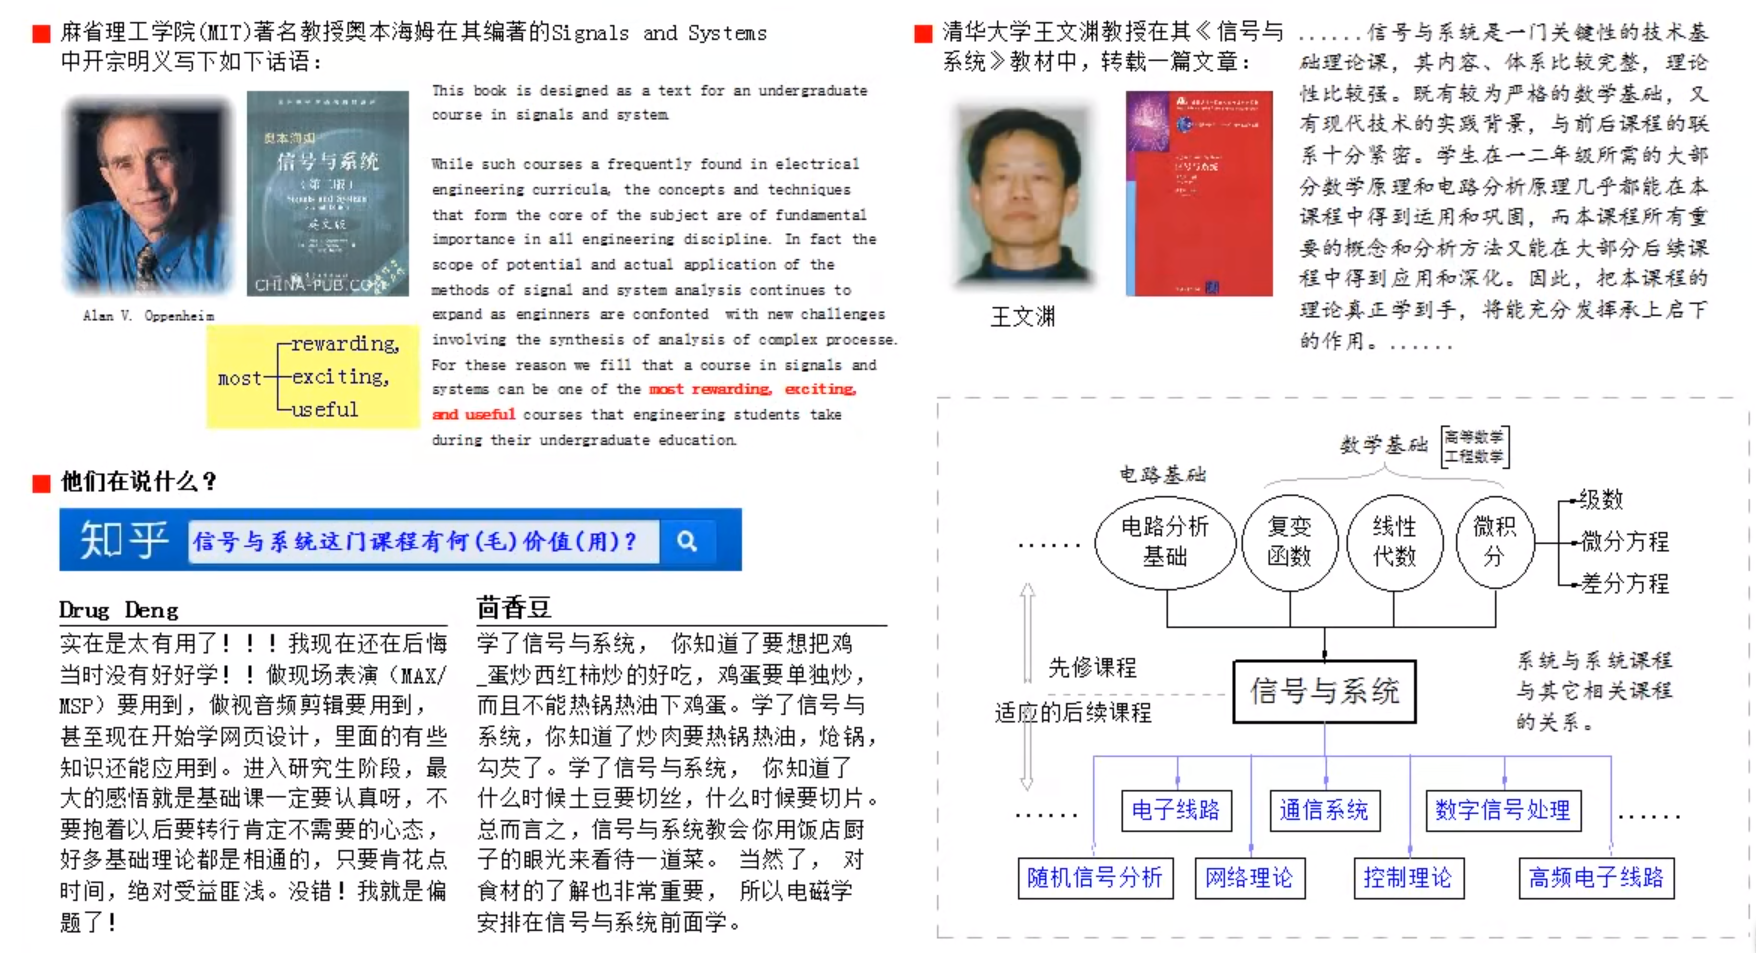 麻省理工学院(MIT)著名教授奥本海姆在其编著的Signals and Systems
中开宗明义写下如下话语：
奥本海姆
信号与系统
（第二版）
Signals and Systems
英文版
CHINA-PUB.CO
Alan V. Oppenheim
This book is designed as a text for an undergraduate
course in signals and system.
While such courses a frequently found in electrical
engineering curricula, the concepts and techniques
that form the core of the subject are of fundamental
importance in all engineering discipline. In fact the
scope of potential and actual application of the
methods of signal and system analysis continues to
expand as enginners are confonted with new challenges
involving the synthesis of analysis of complex processe.
For these reason we fill that a course in signals and
systems can be one of the most rewarding, exciting,
and useful courses that engineering students take
during their undergraduate education.
most
rewarding,
exciting,
useful
他们在说什么？
知乎
信号与系统这门课程有何(毛)价值(用)？
Drug Deng
实在是太有用了！！！我现在还在后悔
当时没有好好学！！做现场表演（MAX/
MSP）要用到，做视音频剪辑要用到，
甚至现在开始学网页设计，里面的有些
知识还能应用到。进入研究生阶段，最
大的感悟就是基础课一定要认真呀，不
要抱着以后要转行肯定不需要的心态，
好多基础理论都是相通的，只要肯花点
时间，绝对受益匪浅。没错！我就是偏
题了！
茴香豆
学了信号与系统， 你知道了要想把鸡
_蛋炒西红柿炒的好吃，鸡蛋要单独炒，
而且不能热锅热油下鸡蛋。学了信号与
系统，你知道了炒肉要热锅热油，炝锅，
勾芡了。学了信号与系统， 你知道了
什么时候土豆要切丝，什么时候要切片。
总而言之，信号与系统教会你用饭店厨
子的眼光来看待一道菜。 当然了， 对
食材的了解也非常重要， 所以电磁学
安排在信号与系统前面学。
清华大学王文渊教授在其《信号与
系统》教材中，转载一篇文章：
信号与系统
王文渊
......信号与系统是一门关键性的技术基
础理论课，其内容、体系比较完整，理论
性比较强。既有较为严格的数学基础，又
有现代技术的实践背景，与前后课程的联
系十分紧密。学生在一二年级所需的大部
分数学原理和电路分析原理几乎都能在本
课程中得到运用和巩固，而本课程所有重
要的概念和分析方法又能在大部分后续课
程中得到应用和深化。因此，把本课程的
理论真正学到手，将能充分发挥承上启下
的作用。......
数学基础
高等数学
工程数学
电路基础
......
电路分析
基础
复变
函数
线性
代数
微积
分
级数
微分方程
差分方程
先修课程
适应的后续课程
信号与系统
系统与系统课程
与其它相关课程
的关系。
......
电子线路
通信系统
数字信号处理
......
随机信号分析
网络理论
控制理论
高频电子线路